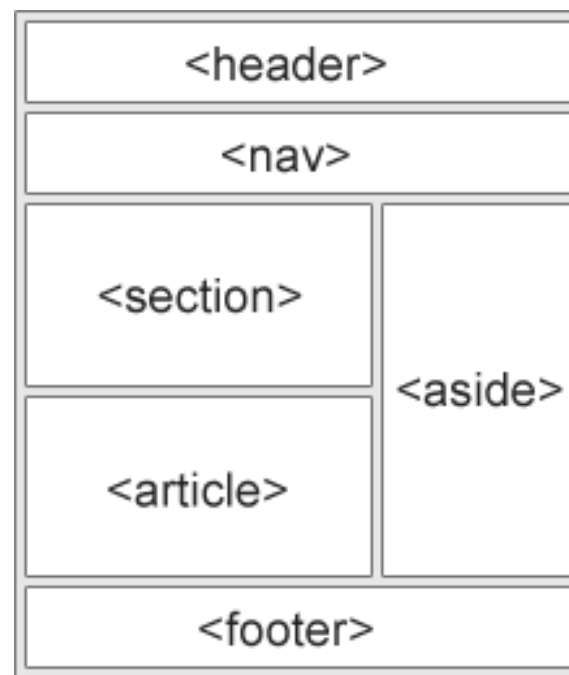 <header>
<nav>
<section>
<aside>
<article>
<footer>